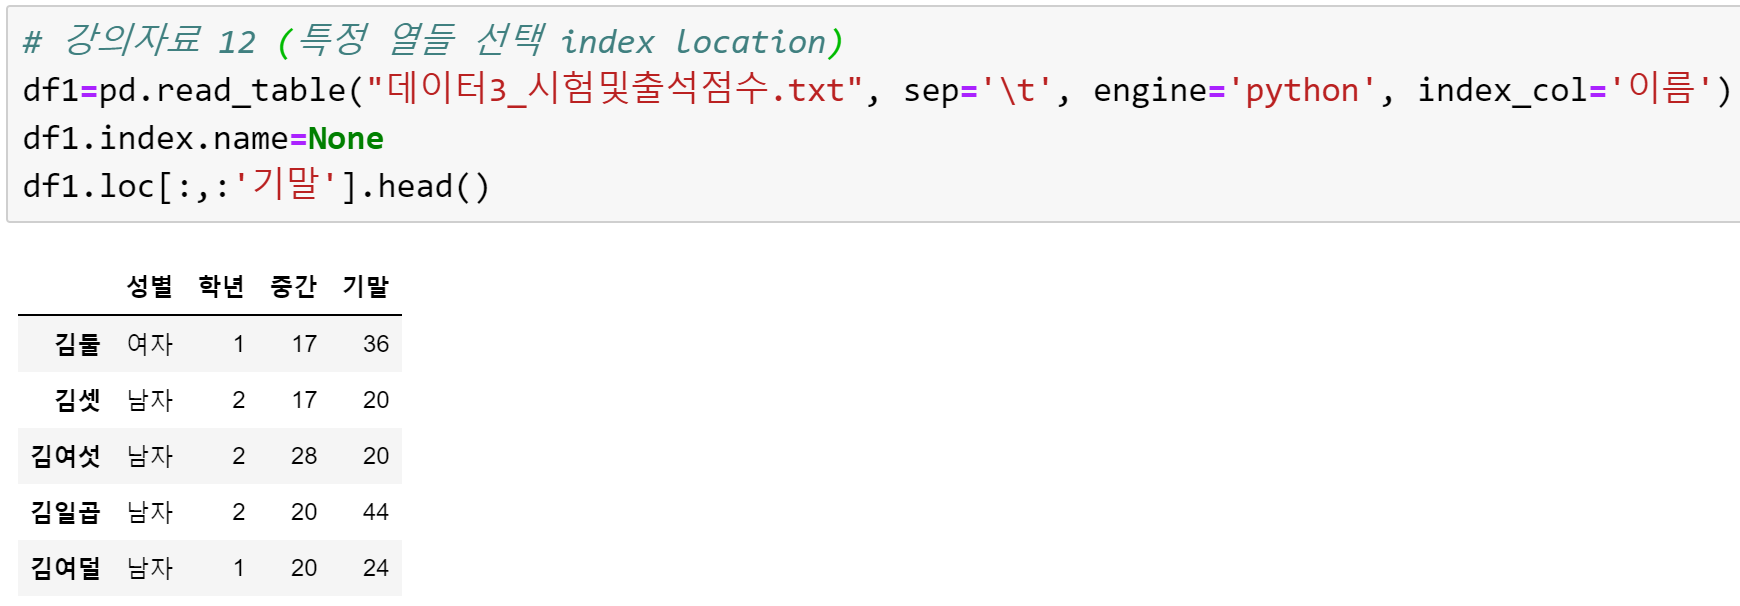 # 강의자료 12 (특정 열들 선택 index location)
df1=pd.read_table("데이터3_시험및출석점수.txt", sep='\t', engine='python', index_col='이름')
df1.index.name=None
df1.loc[:,:'기말'].head()
성별 학년 중간 기말
김둘 여자 1 17 36
김셋 남자 2 17 20
김여섯 남자 2 28 20
김일곱 남자 2 20 44
김여덜 남자 1 20 24